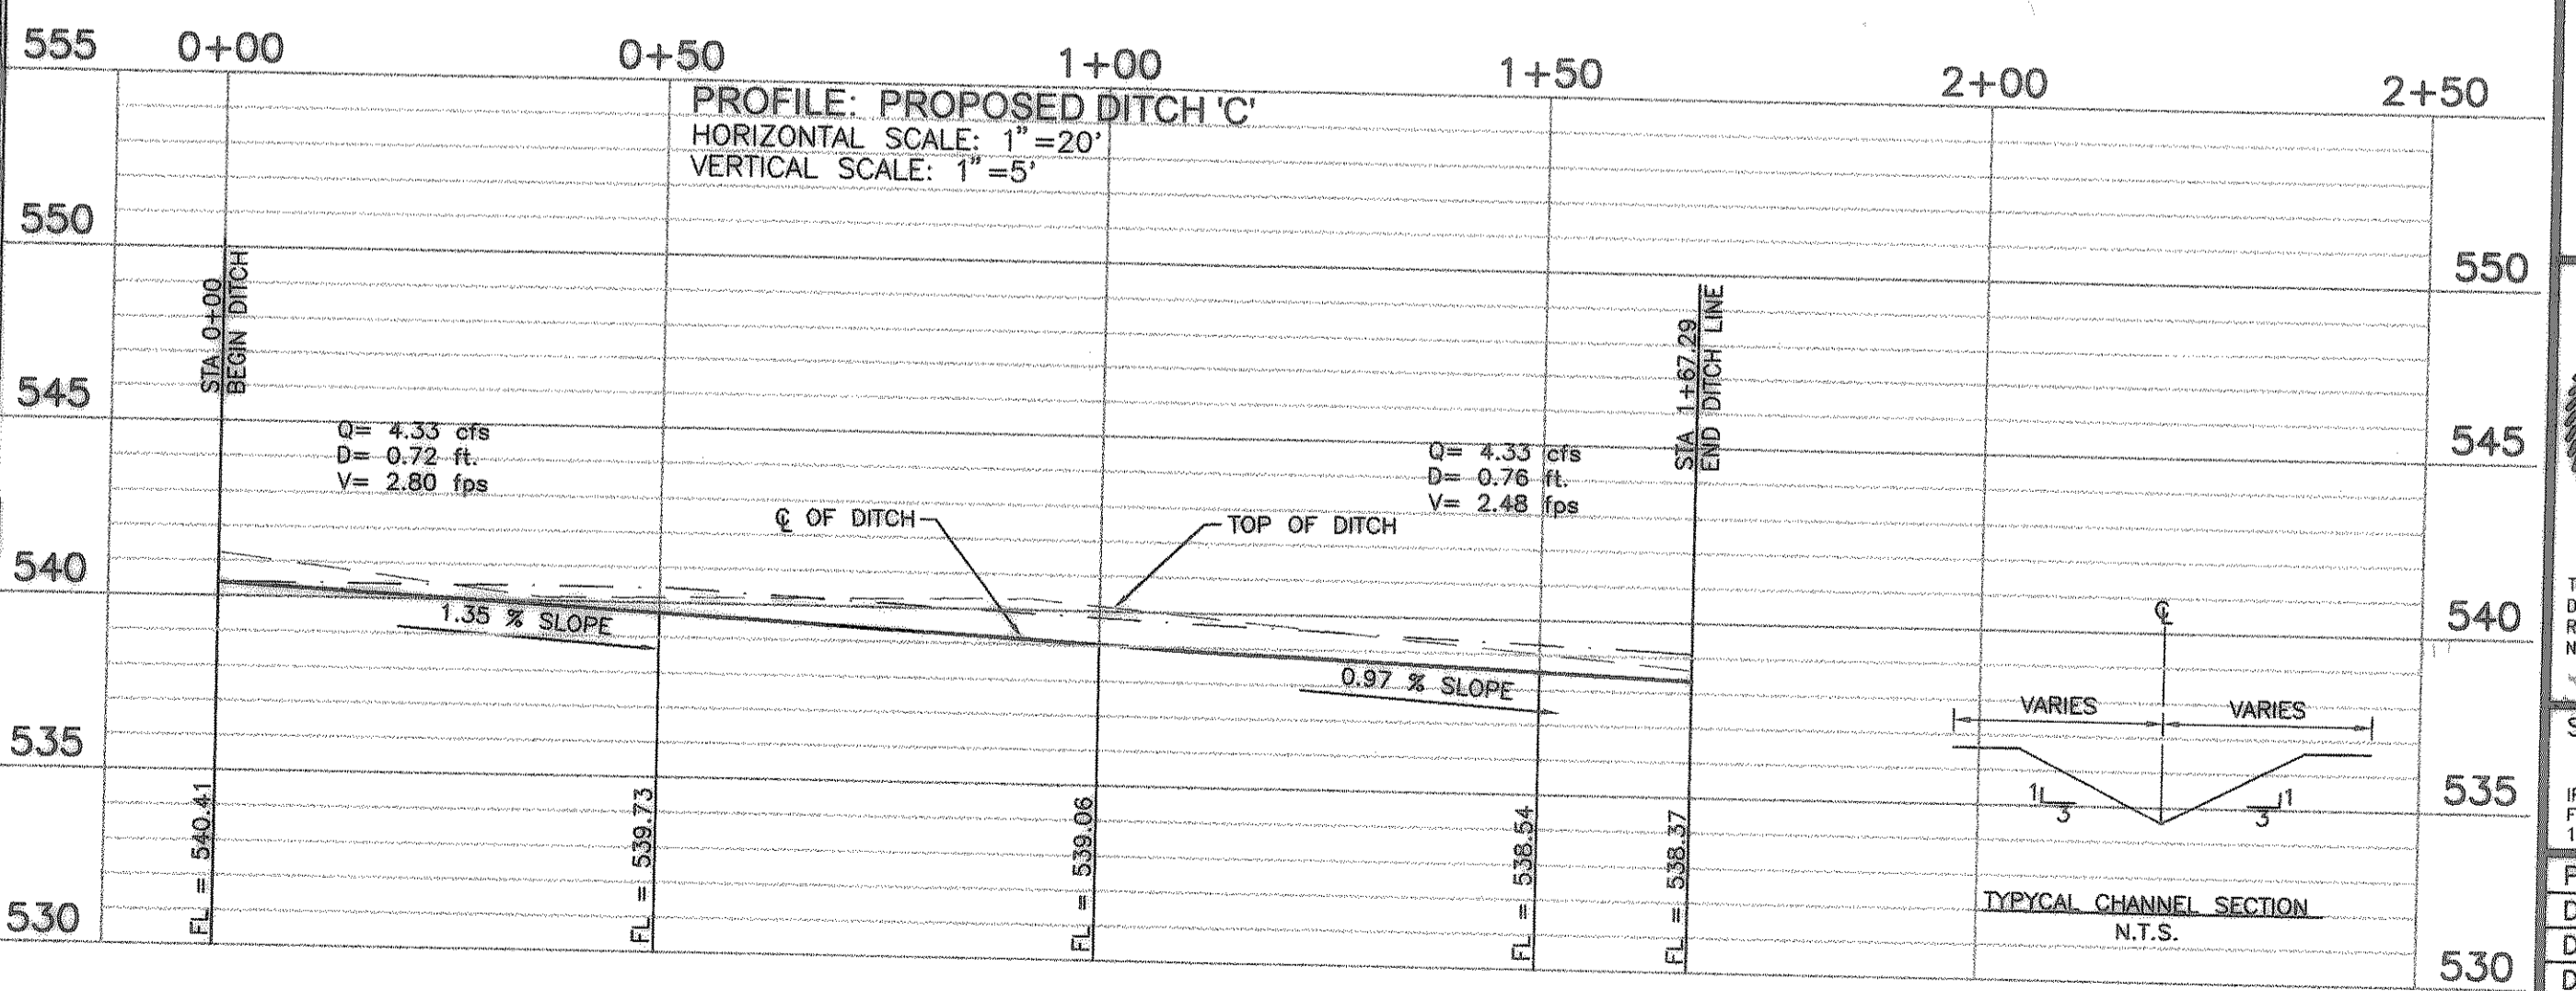 555 0+00 0+50 1+00 1+50 2+00 2+50
PROFILE: PROPOSED DITCH 'C'
HORIZONTAL SCALE: 1"=20'
VERTICAL SCALE: 1"=5'
550
550
STA 0+00
BEGIN DITCH
STA 1+67.29
END DITCH LINE
545
545
Q= 4.33 cfs
D= 0.72 ft.
V= 2.80 fps
Q= 4.33 cfs
D= 0.76 ft.
V= 2.48 fps
℄ OF DITCH
TOP OF DITCH
540
540
1.35 % SLOPE
0.97 % SLOPE
℄
VARIES VARIES
535
535
1
3
1
3
FL = 540.41
FL = 539.73
FL = 539.06
FL = 538.54
FL = 538.37
TYPYCAL CHANNEL SECTION
N.T.S.
530
530